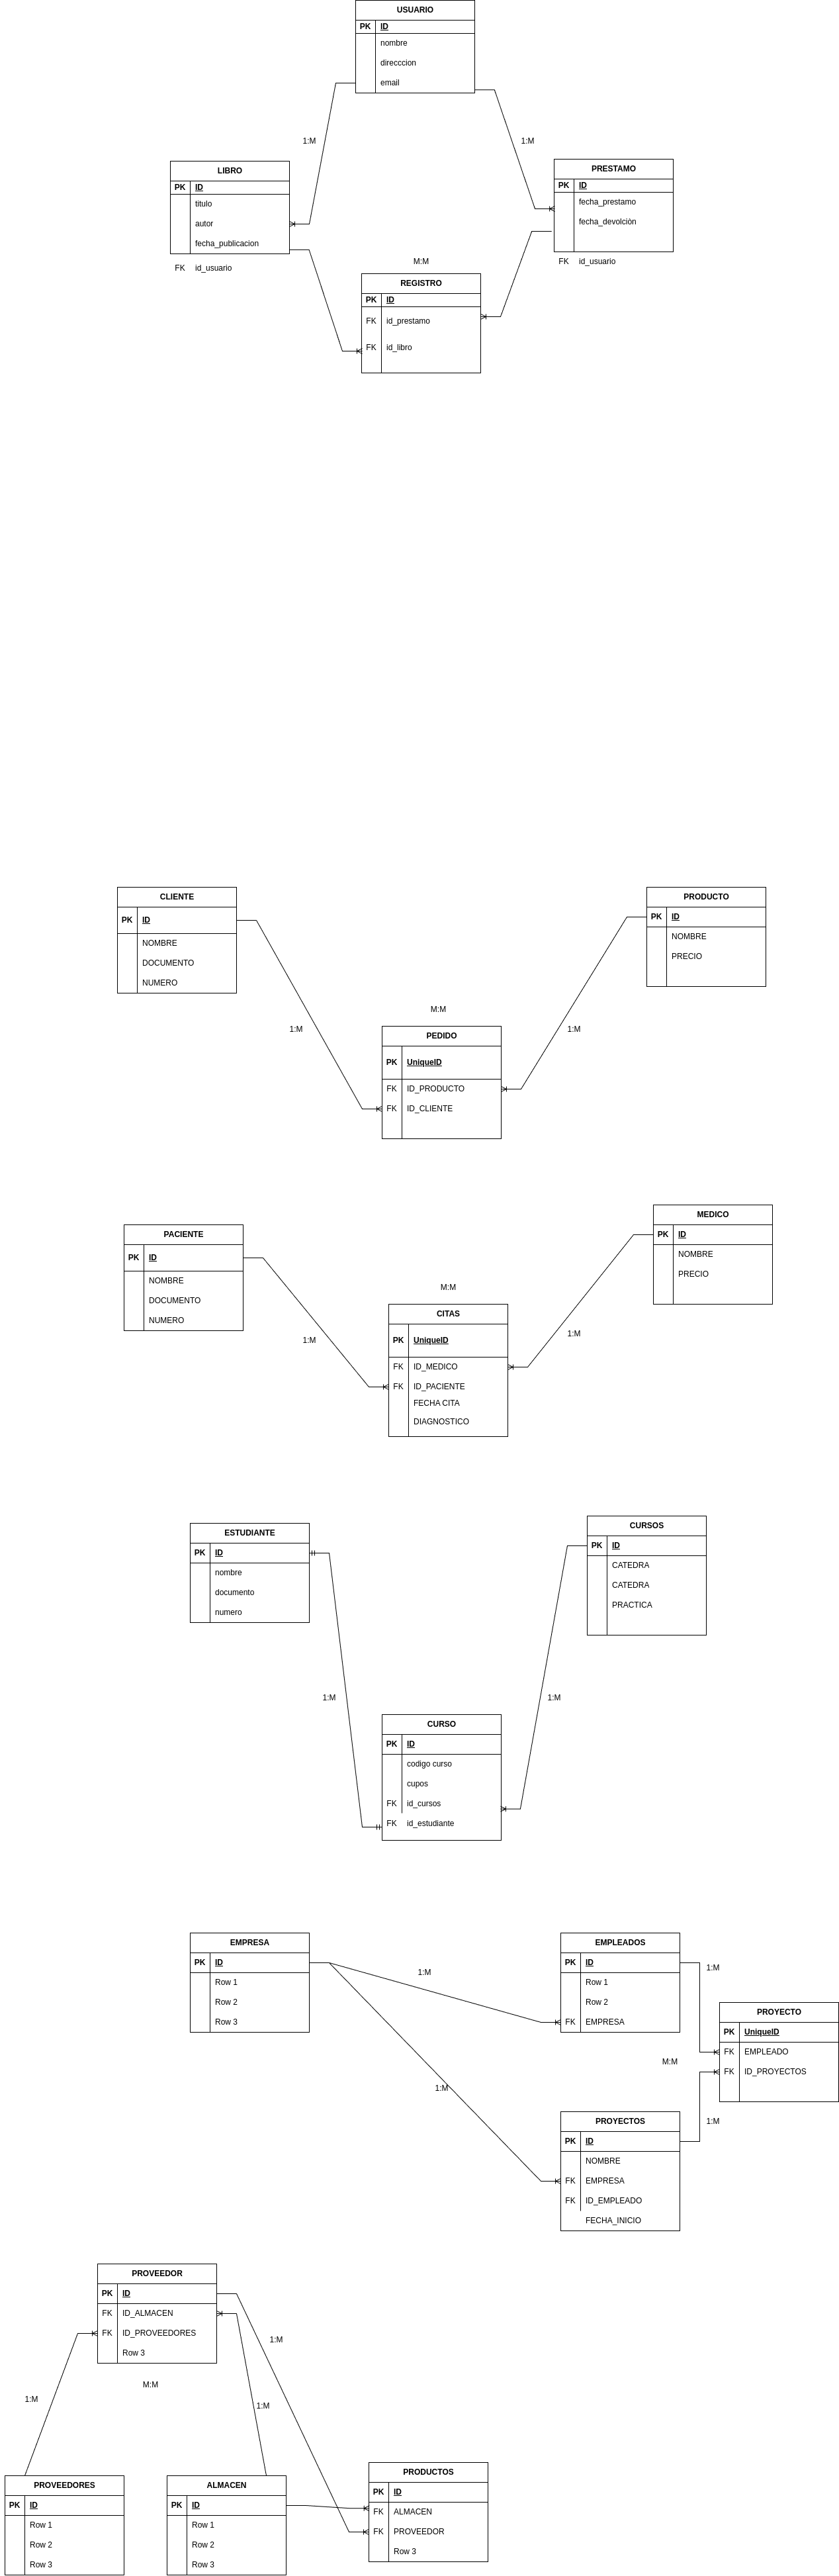 USUARIO
PK ID
nombre
direcccion
email
1:M
1:M
LIBRO
PK ID
titulo
autor
fecha_publicacion
FK id_usuario
PRESTAMO
PK ID
fecha_prestamo
fecha_devolciòn
FK id_usuario
M:M
REGISTRO
PK ID
FK id_prestamo
FK id_libro
CLIENTE
PK ID
NOMBRE
DOCUMENTO
NUMERO
PRODUCTO
PK ID
NOMBRE
PRECIO
M:M
1:M
1:M
PEDIDO
PK UniqueID
FK ID_PRODUCTO
FK ID_CLIENTE
PACIENTE
PK ID
NOMBRE
DOCUMENTO
NUMERO
MEDICO
PK ID
NOMBRE
PRECIO
M:M
1:M
1:M
CITAS
PK UniqueID
FK ID_MEDICO
FK ID_PACIENTE
FECHA CITA
DIAGNOSTICO
ESTUDIANTE
PK ID
nombre
documento
numero
CURSOS
PK ID
CATEDRA
CATEDRA
PRACTICA
1:M
1:M
CURSO
PK ID
codigo curso
cupos
FK id_cursos
FK id_estudiante
EMPRESA
PK ID
Row 1
Row 2
Row 3
1:M
1:M
EMPLEADOS
PK ID
Row 1
Row 2
FK EMPRESA
1:M
PROYECTO
PK UniqueID
FK EMPLEADO
FK ID_PROYECTOS
M:M
1:M
PROYECTOS
PK ID
NOMBRE
FK EMPRESA
FK ID_EMPLEADO
FECHA_INICIO
PROVEEDOR
PK ID
FK ID_ALMACEN
FK ID_PROVEEDORES
Row 3
1:M
M:M
1:M
1:M
PROVEEDORES
PK ID
Row 1
Row 2
Row 3
ALMACEN
PK ID
Row 1
Row 2
Row 3
PRODUCTOS
PK ID
FK ALMACEN
FK PROVEEDOR
Row 3